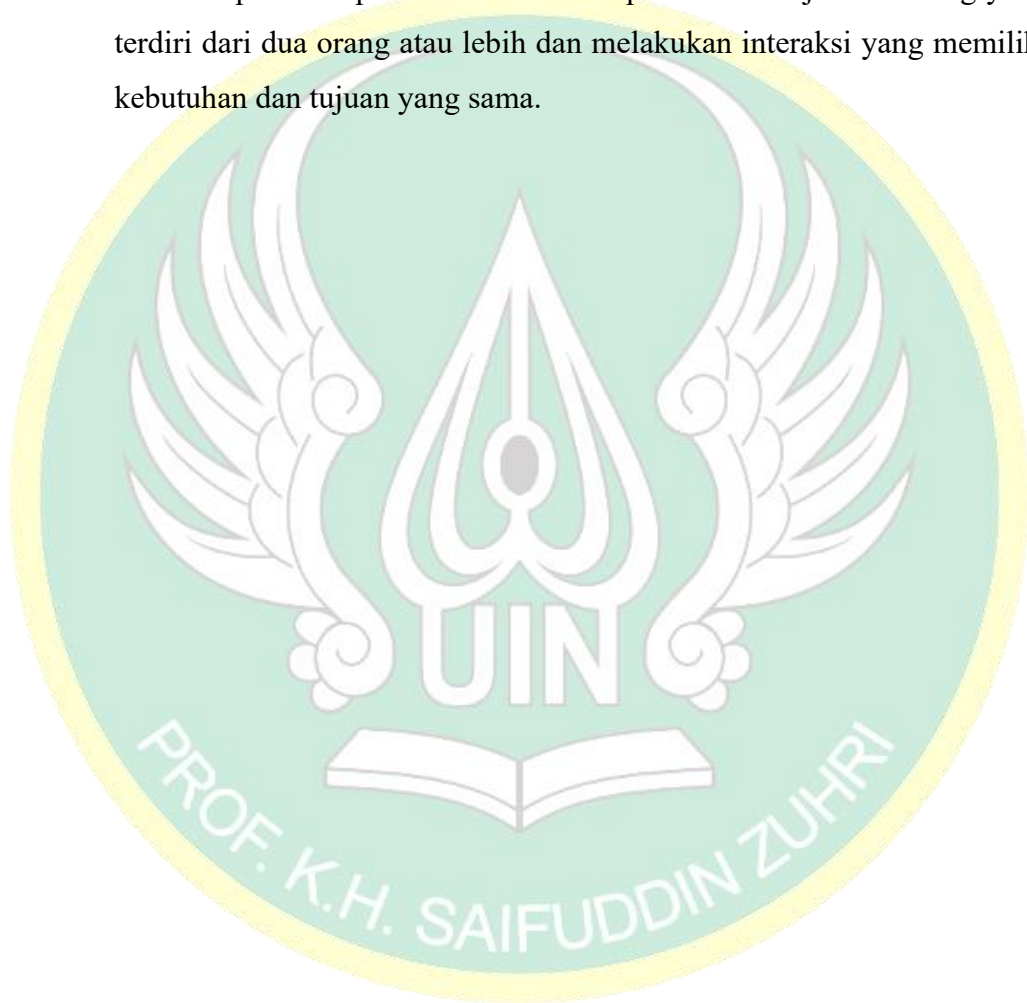 terdiri dari dua orang atau lebih dan melakukan interaksi yang
kebutuhan dan tujuan yang sama.
UIN
PROF. K.H. SAIFUDDIN ZUHRI